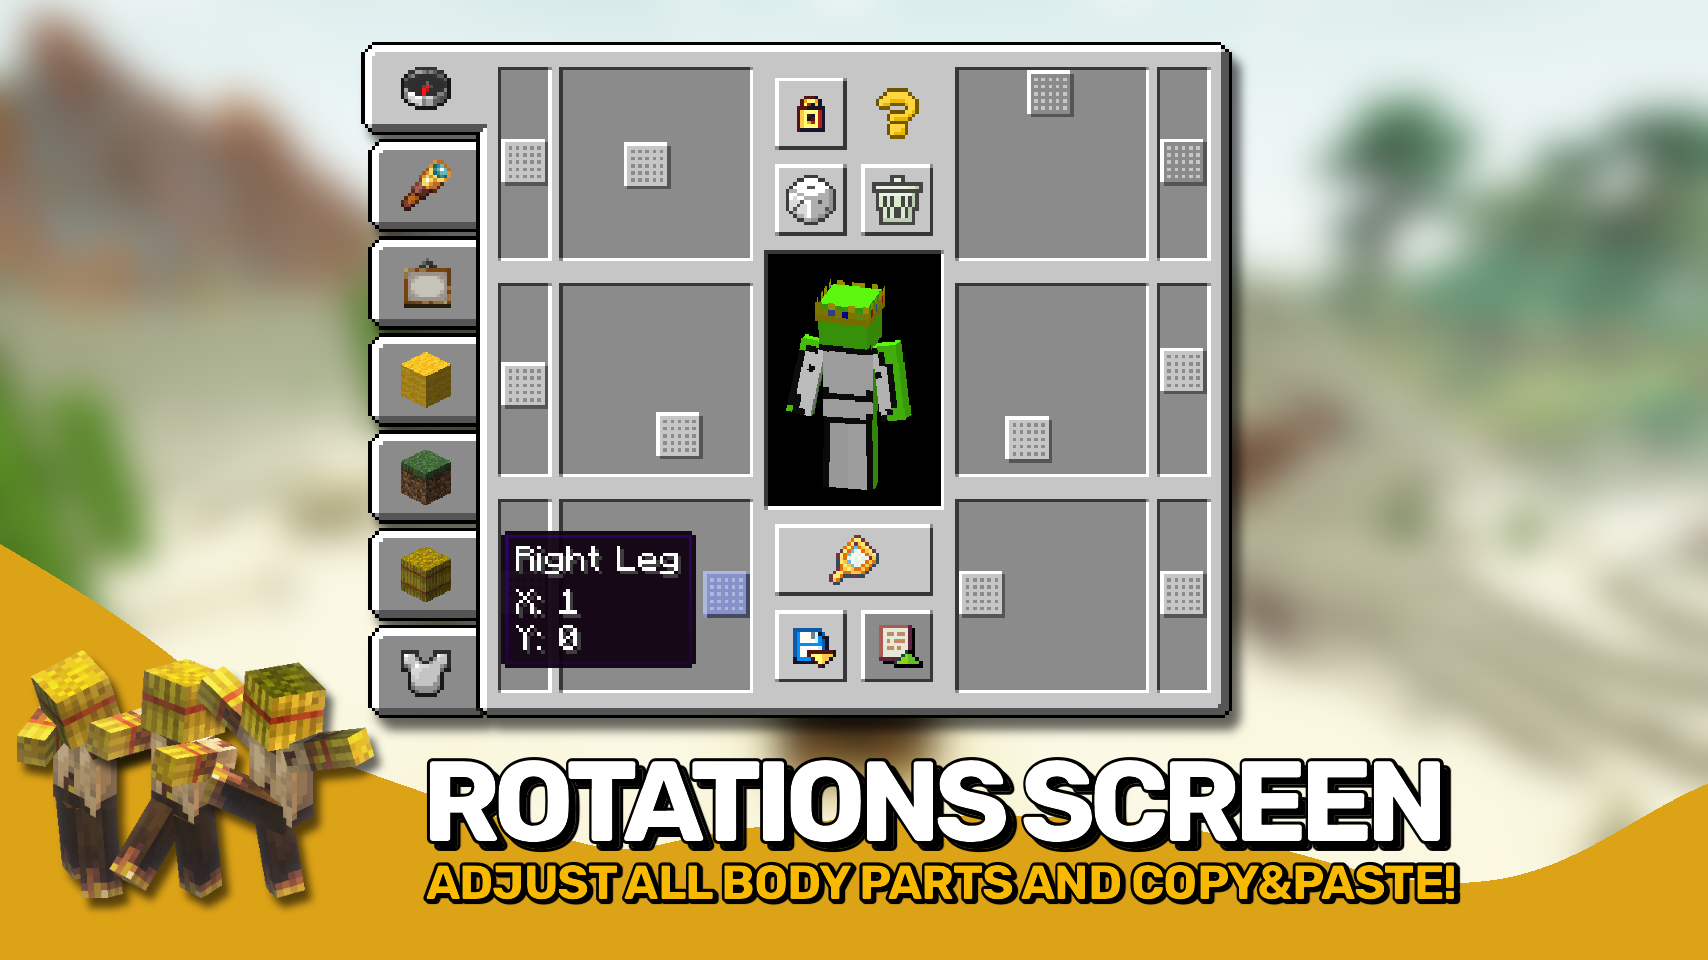 Right Leg
X: 1
Y: 0
ROTATIONS SCREEN
ADJUST ALL BODY PARTS AND COPY&PASTE!